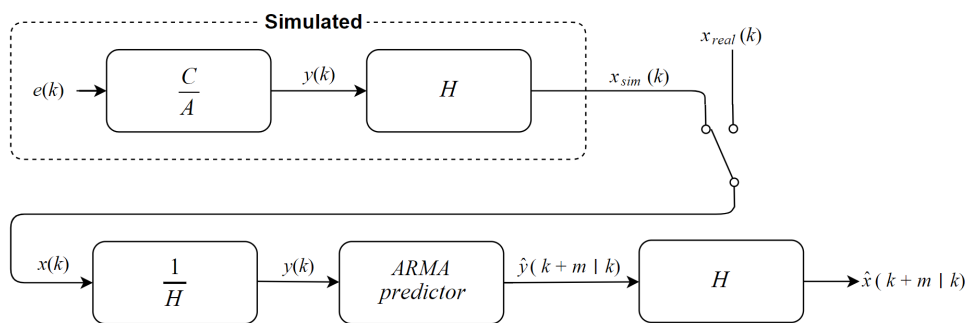 Simulated
x_real (k)
e(k)
C
A
y(k)
H
x_sim (k)
x(k)
1
H
y(k)
ARMA
predictor
ŷ ( k + m | k)
H
x̂ ( k + m | k)